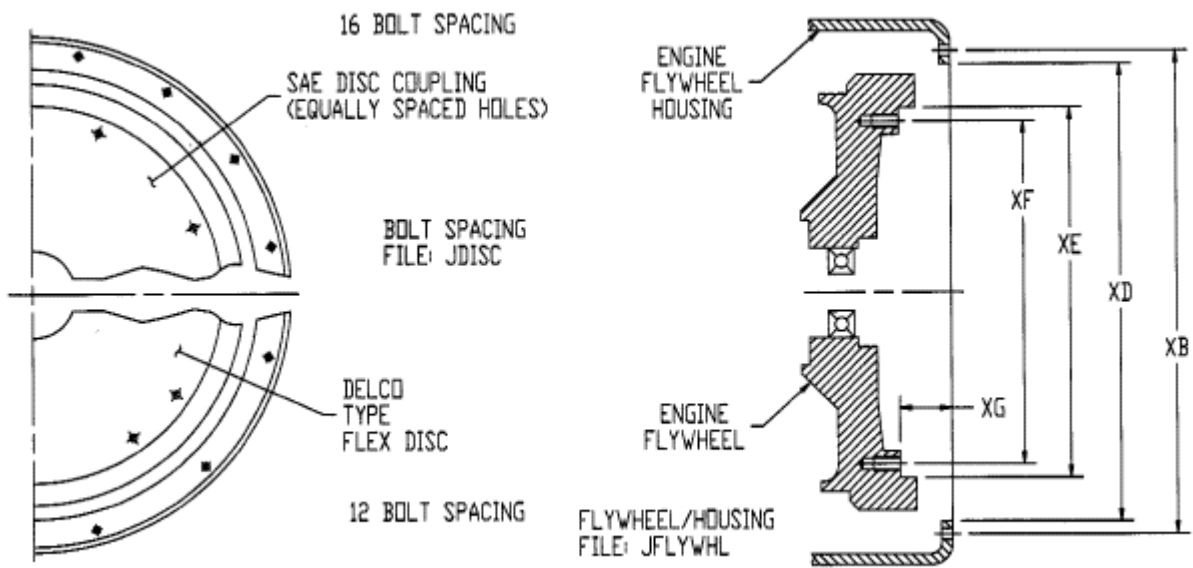 16 BOLT SPACING
SAE DISC COUPLING
(EQUALLY SPACED HOLES)
BOLT SPACING
FILE: JDISC
DELCO
TYPE
FLEX DISC
12 BOLT SPACING
ENGINE
FLYWHEEL
HOUSING
XF
XE
XD
XB
XG
ENGINE
FLYWHEEL
FLYWHEEL/HOUSING
FILE: JFLYWHL